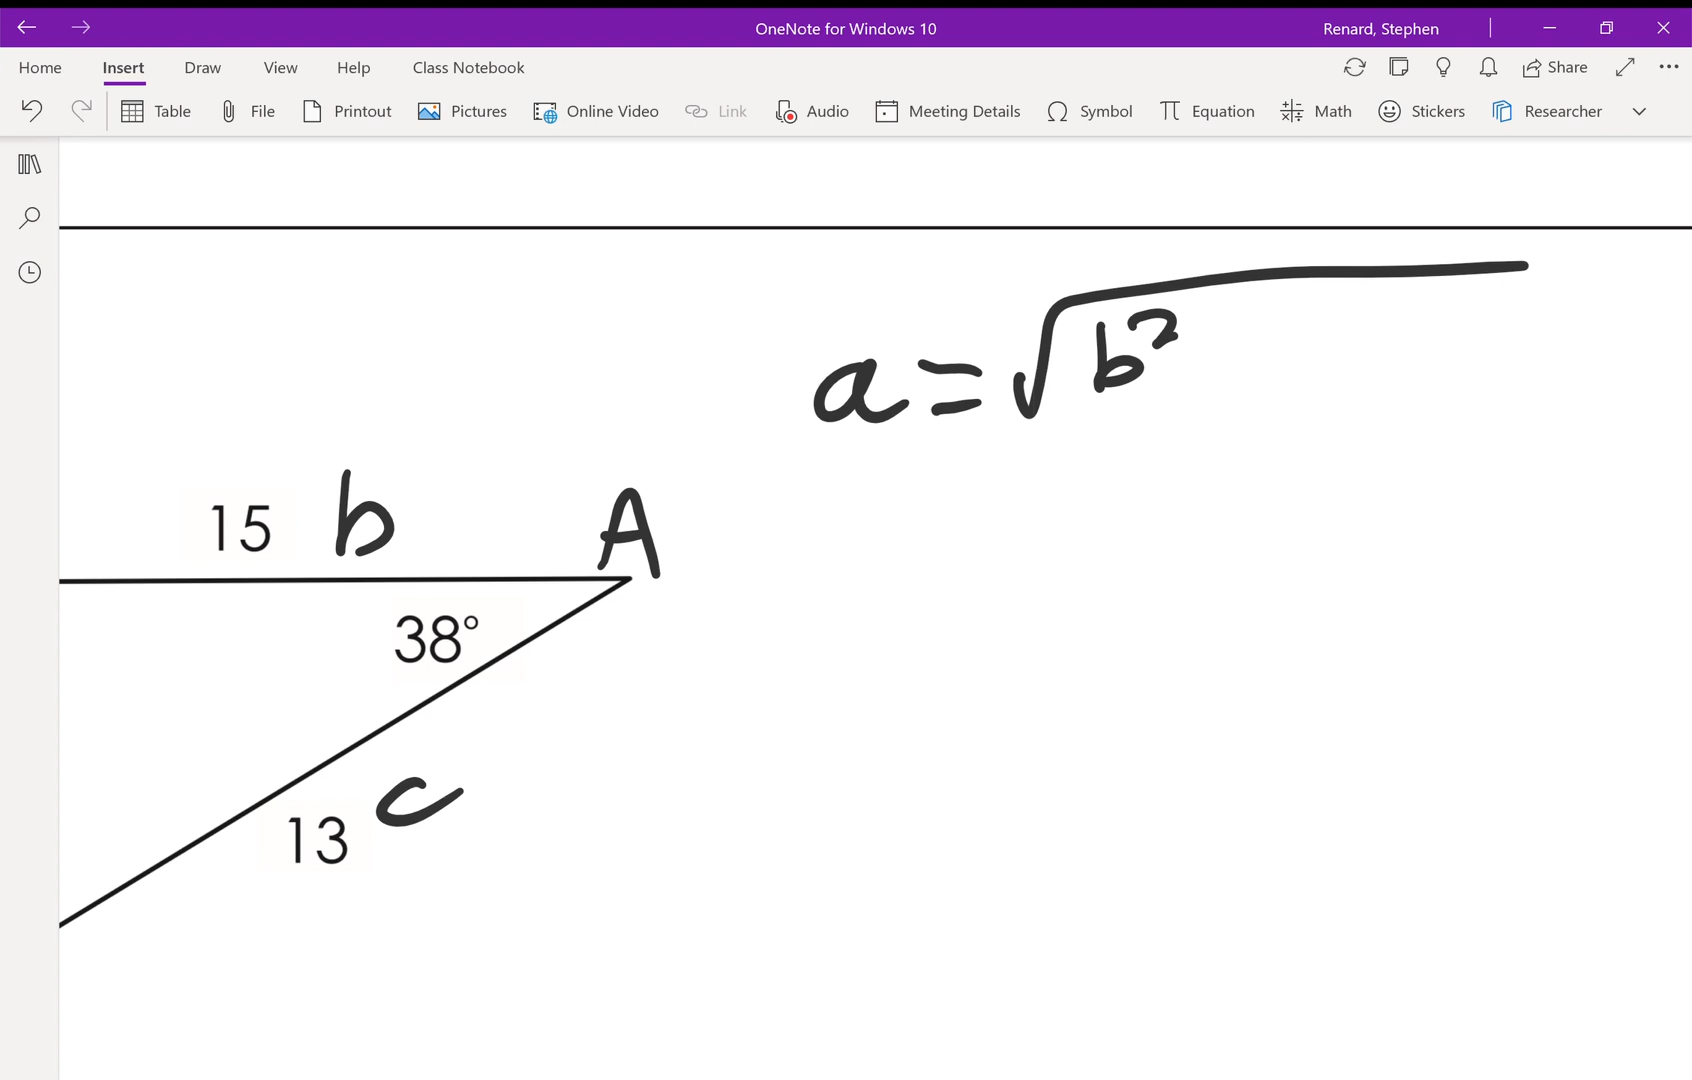 OneNote for Windows 10
Renard, Stephen
Home Insert Draw View Help Class Notebook
Share
Table File Printout Pictures Online Video Link Audio Meeting Details Symbol Equation Math Stickers Researcher
a = √b²
15 b A
38°
13 c